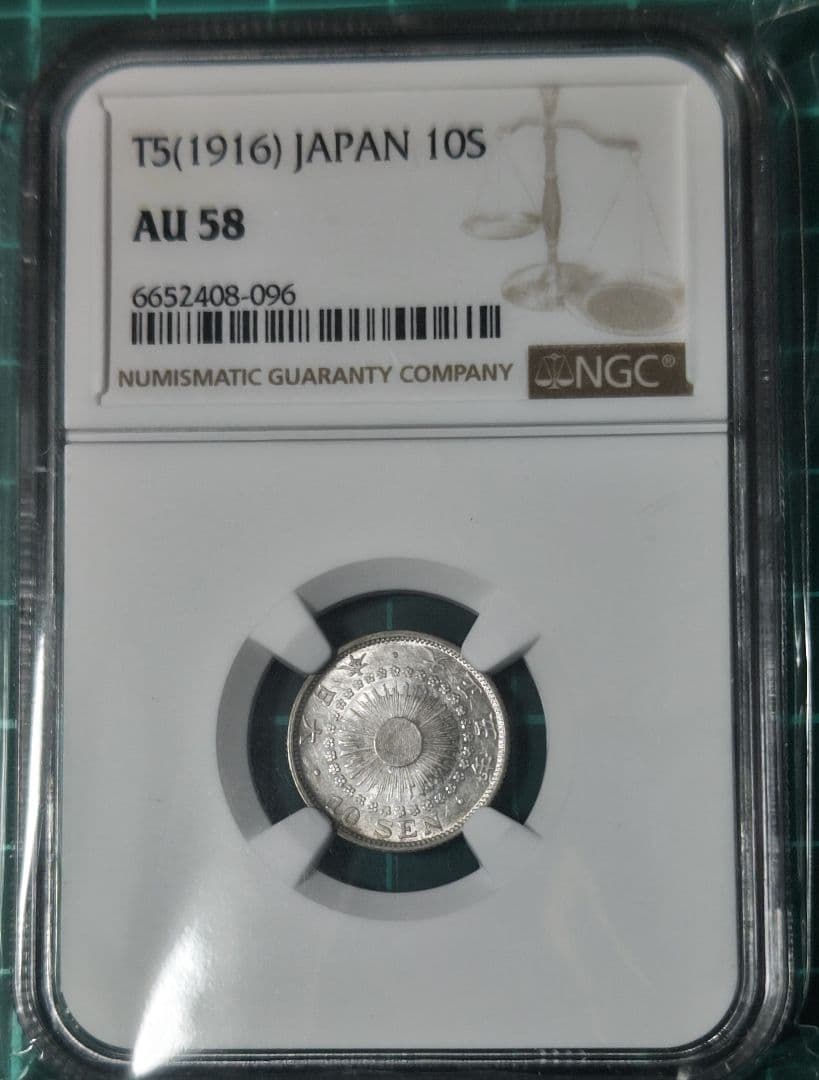 T5(1916) JAPAN 10S
AU 58
6652408-096
NUMISMATIC GUARANTY COMPANY
NGC®
10 SEN